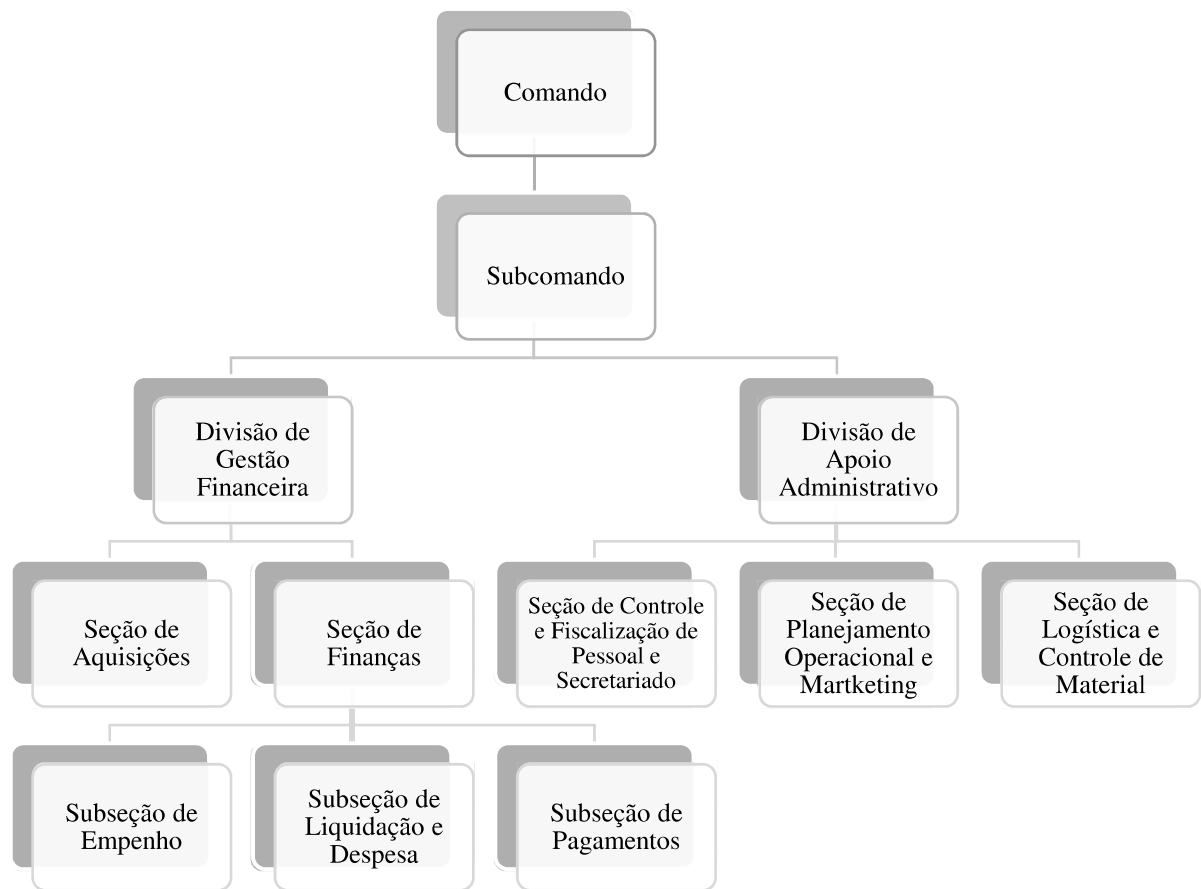 Comando
Subcomando
Divisão de
Gestão
Financeira
Divisão de
Apoio
Administrativo
Seção de
Aquisições
Seção de
Finanças
Seção de Controle
e Fiscalização de
Pessoal e
Secretariado
Seção de
Planejamento
Operacional e
Martketing
Seção de
Logística e
Controle de
Material
Subseção de
Empenho
Subseção de
Liquidação e
Despesa
Subseção de
Pagamentos